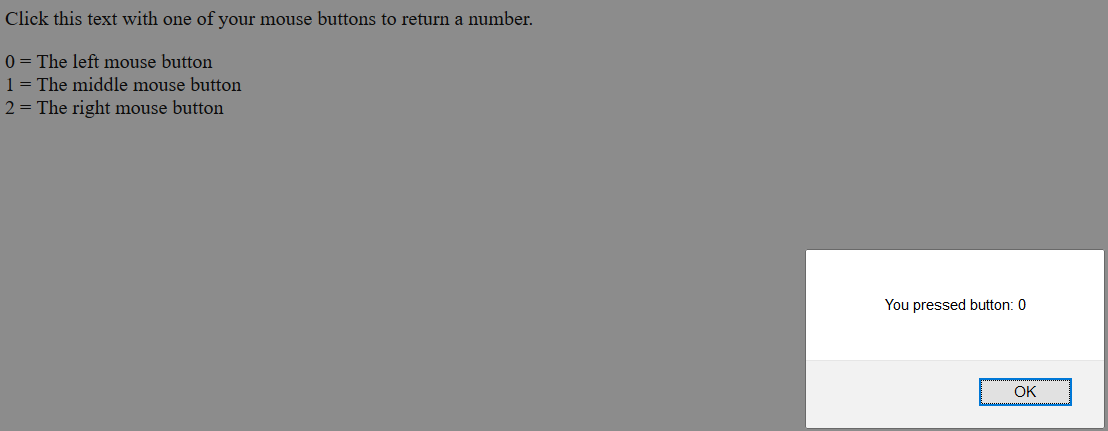 Click this text with one of your mouse buttons to return a number.
0 = The left mouse button
1 = The middle mouse button
2 = The right mouse button
You pressed button: 0
OK